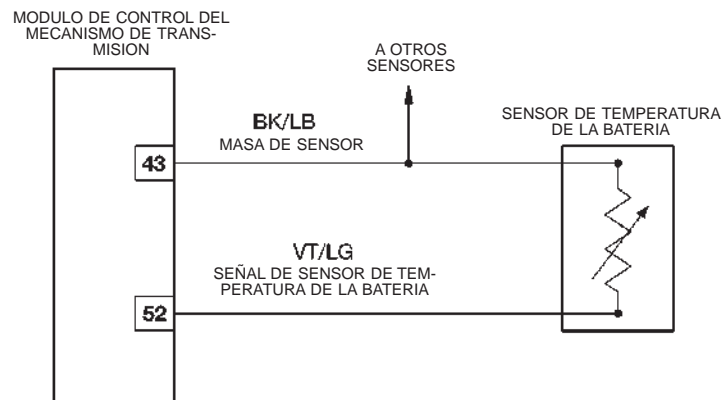 MODULO DE CONTROL DEL
MECANISMO DE TRANS-
MISION
A OTROS
SENSORES
SENSOR DE TEMPERATURA
DE LA BATERIA
BK/LB
MASA DE SENSOR
43
VT/LG
SEÑAL DE SENSOR DE TEM-
PERATURA DE LA BATERIA
52